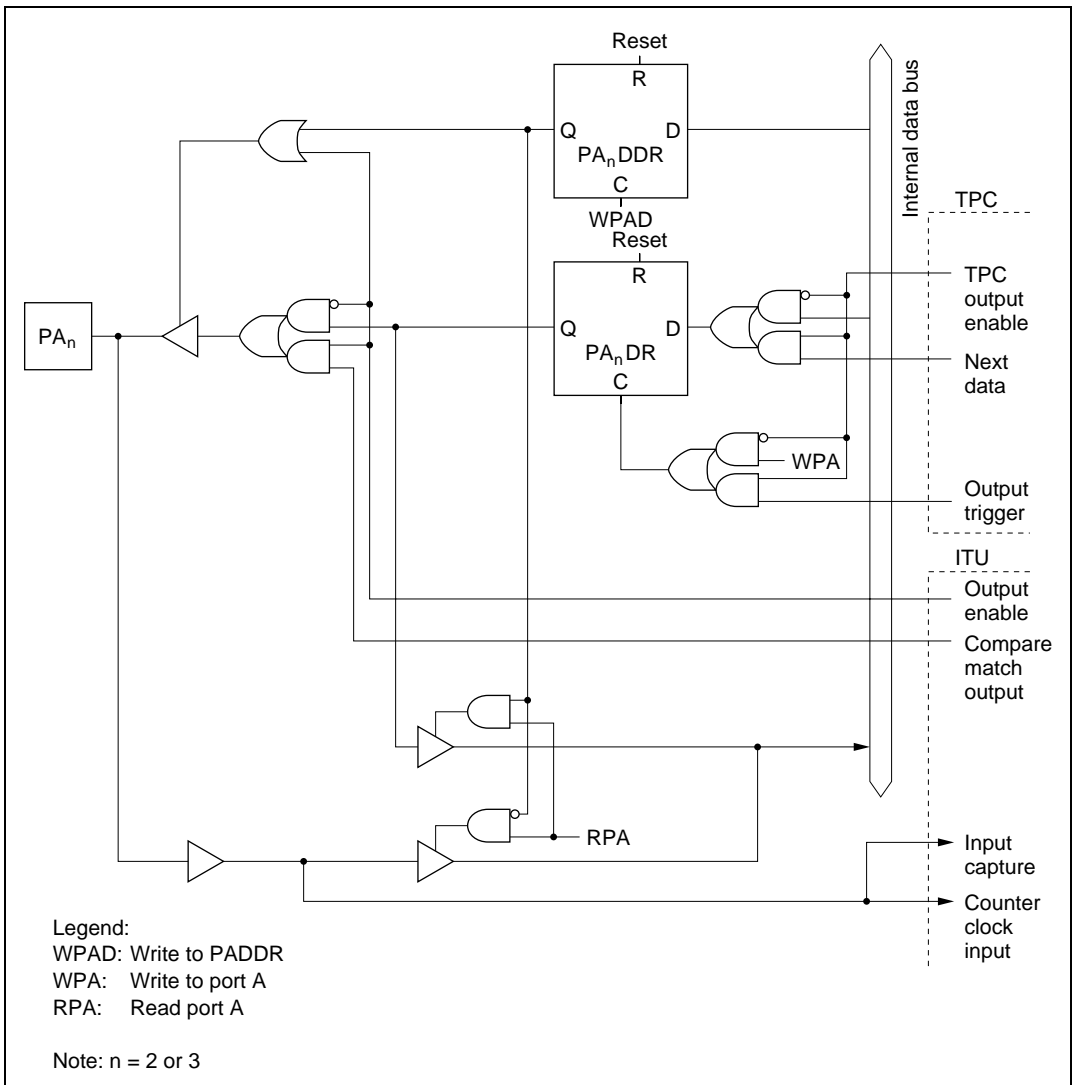 Reset
R
Q D
PAnDDR
C
WPAD
Internal data bus
TPC
Reset
R
TPC
output
enable
PAn
Q D
PAnDR
C
Next
data
WPA
Output
trigger
ITU
Output
enable
Compare
match
output
RPA
Input
capture
Counter
clock
input
Legend:
WPAD: Write to PADDR
WPA: Write to port A
RPA: Read port A
Note: n = 2 or 3